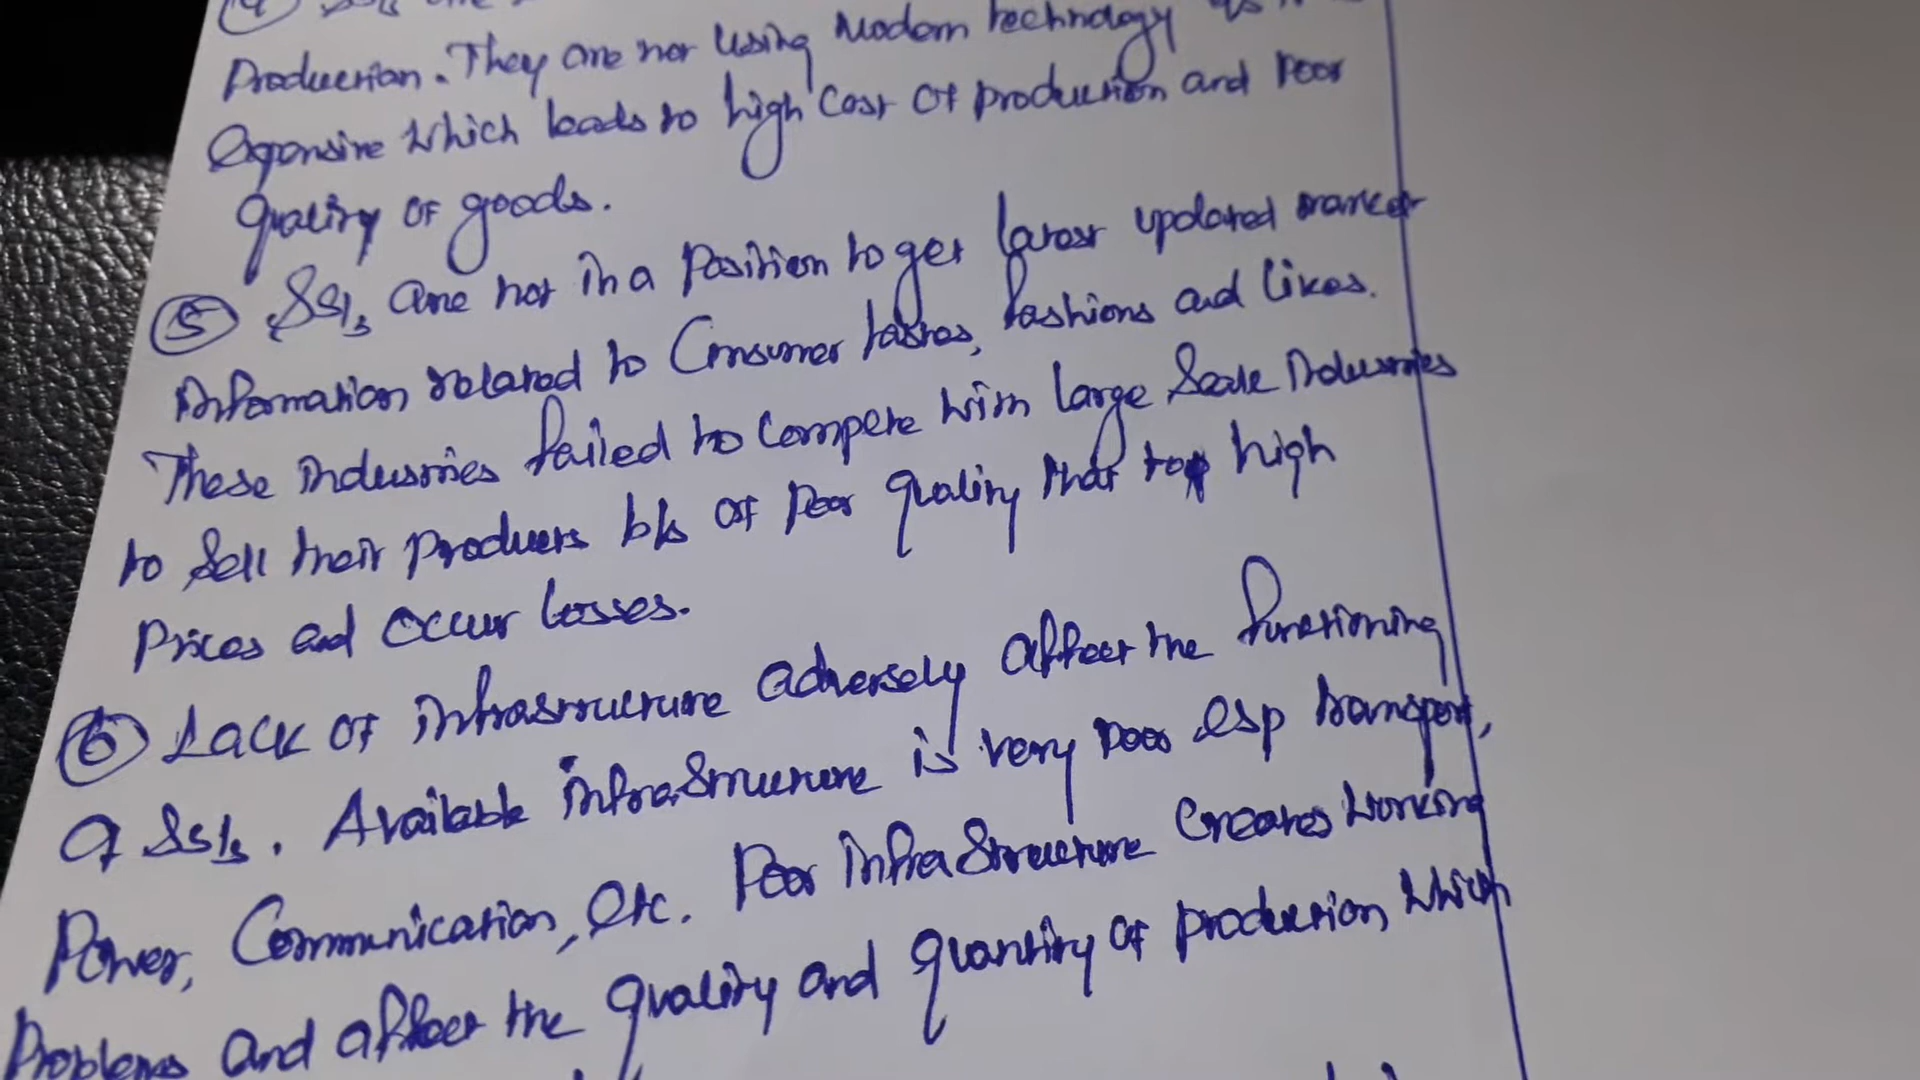 ④ SSIs are
Production. They are not using modern technology as it
expensive which leads to high cost of production and poor
quality of goods.
⑤ SSIs are not in a position to get latest updated market
information related to consumer tastes, fashions and likes.
These industries failed to compete with large scale industries
to sell their products b/s of poor quality that too high
prices and occur losses.
⑥ Lack of infrastructure adversely affect the functioning
of SSIs. Available infrastructure is very poor esp transport,
Power, Communication, etc. Poor infrastructure creates working
Problems and affect the quality and quantity of production which